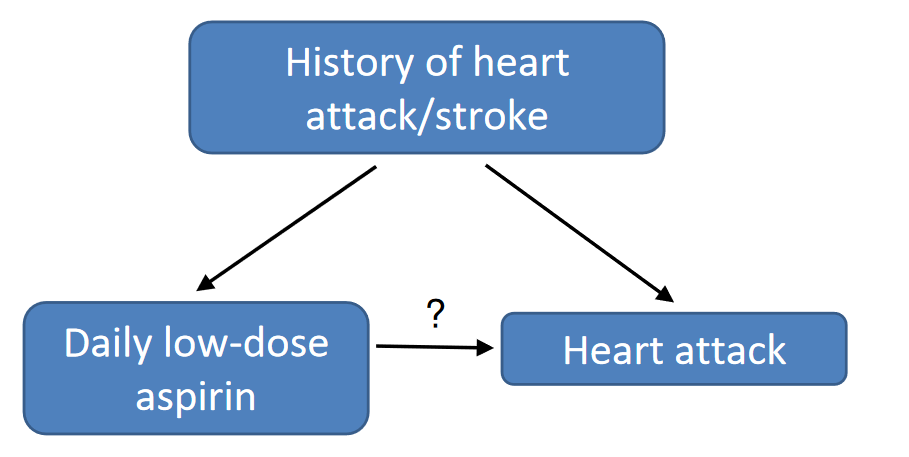 History of heart
attack/stroke
?
Daily low-dose
aspirin
Heart attack